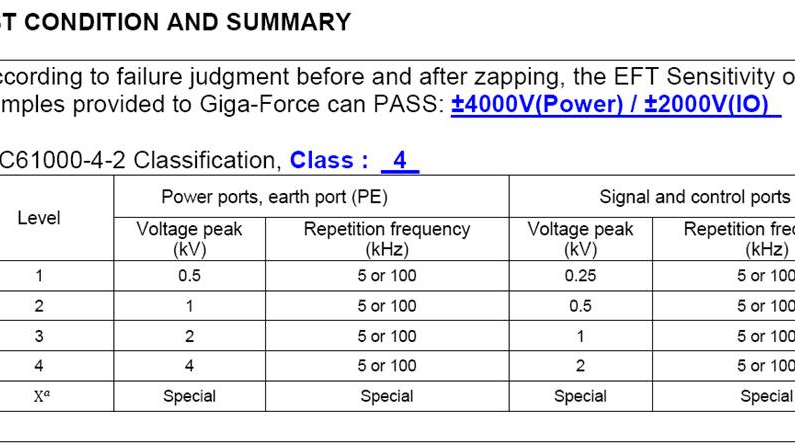 ST CONDITION AND SUMMARY
ccording to failure judgment before and after zapping, the EFT Sensitivity o
mples provided to Giga-Force can PASS: ±4000V(Power) / ±2000V(IO)
C61000-4-2 Classification, Class : 4
Level Power ports, earth port (PE) Signal and control ports
Voltage peak (kV) Repetition frequency (kHz) Voltage peak (kV) Repetition frec (kHz)
1 0.5 5 or 100 0.25 5 or 100
2 1 5 or 100 0.5 5 or 100
3 2 5 or 100 1 5 or 100
4 4 5 or 100 2 5 or 100
Xᵃ Special Special Special Special